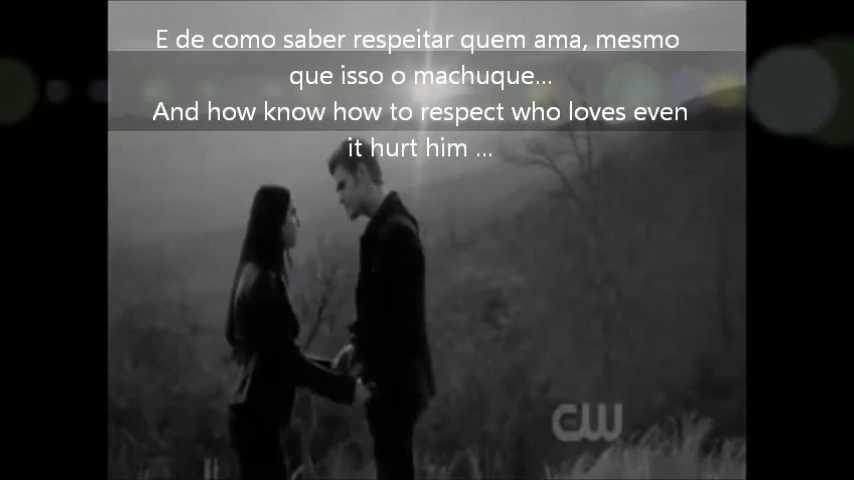 E de como saber respeitar quem ama, mesmo
que isso o machuque...
And how know how to respect who loves even
it hurt him ...
CW